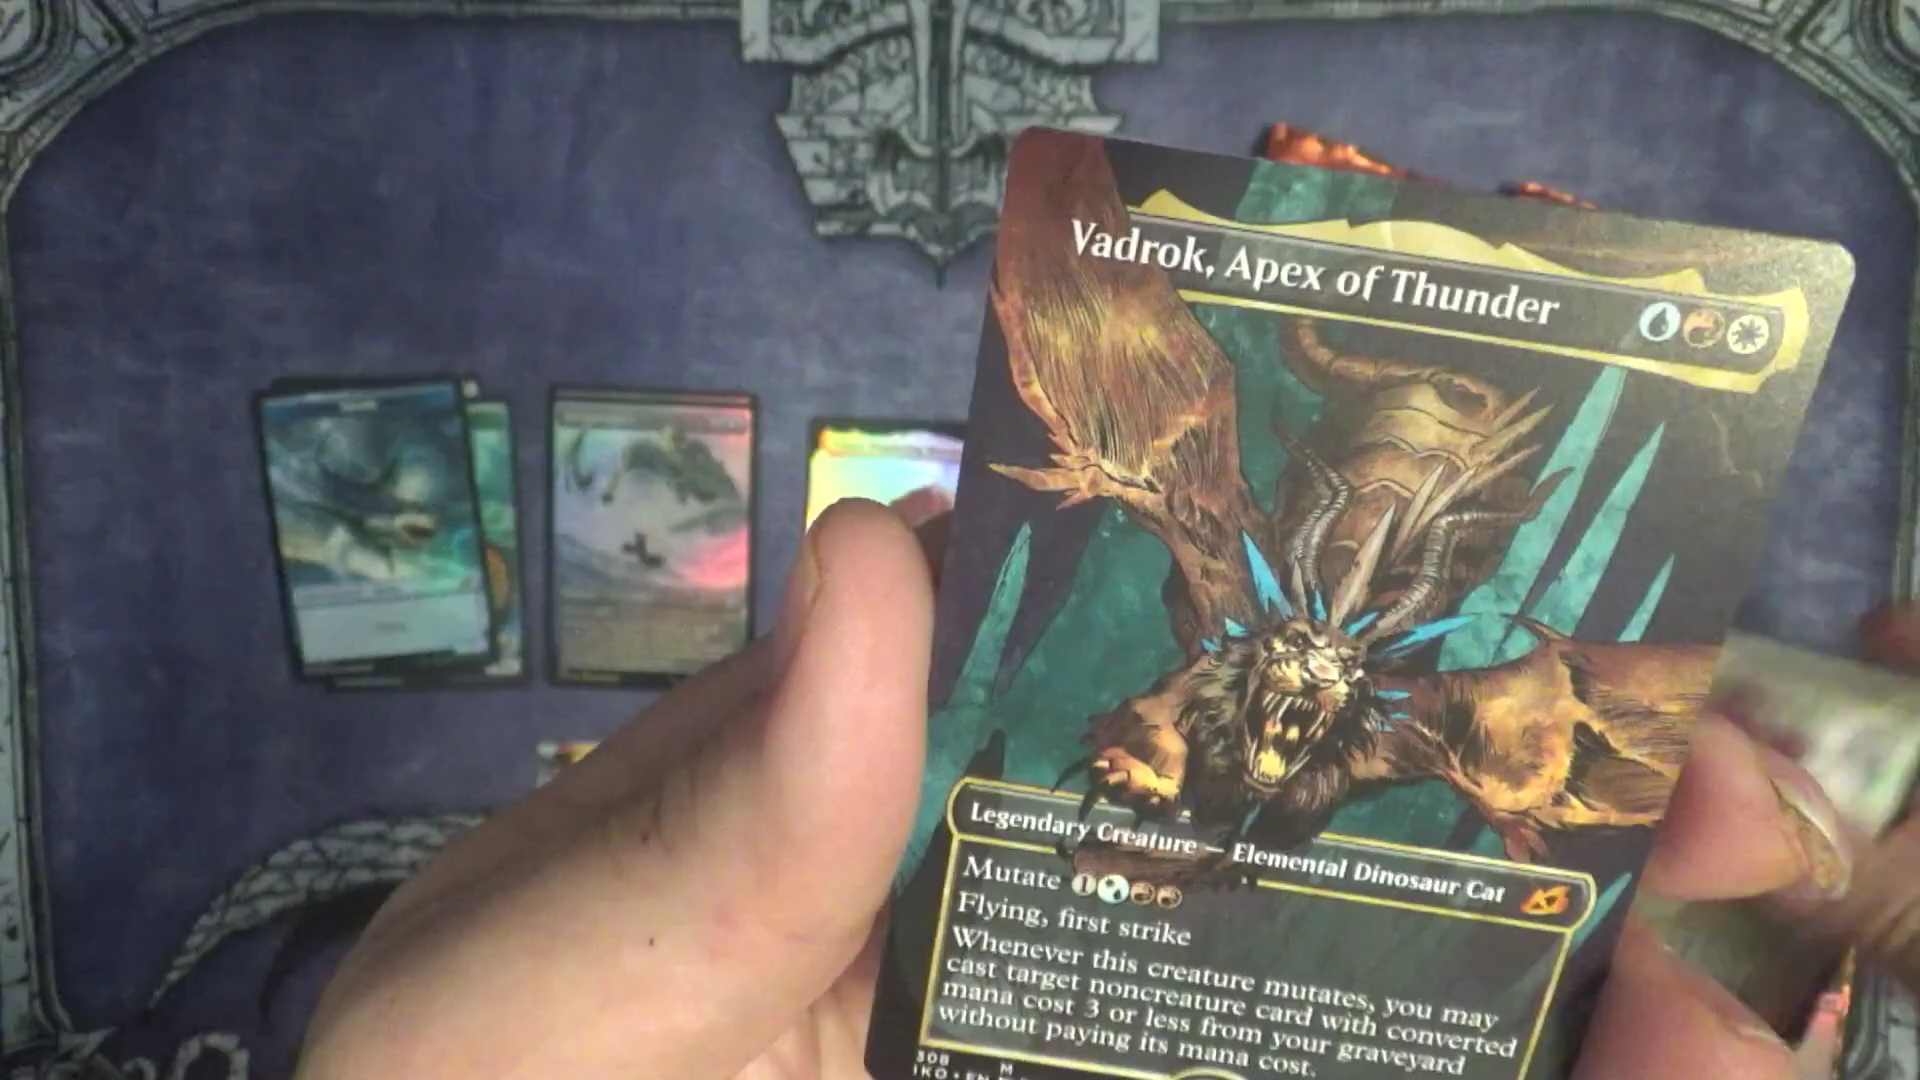 Vadrok, Apex of Thunder
Legendary Creature — Elemental Dinosaur Cat
Mutate 1
Flying, first strike
Whenever this creature mutates, you may
cast target noncreature card with converted
mana cost 3 or less from your graveyard
without paying its mana cost.
308 M
IKO • EN